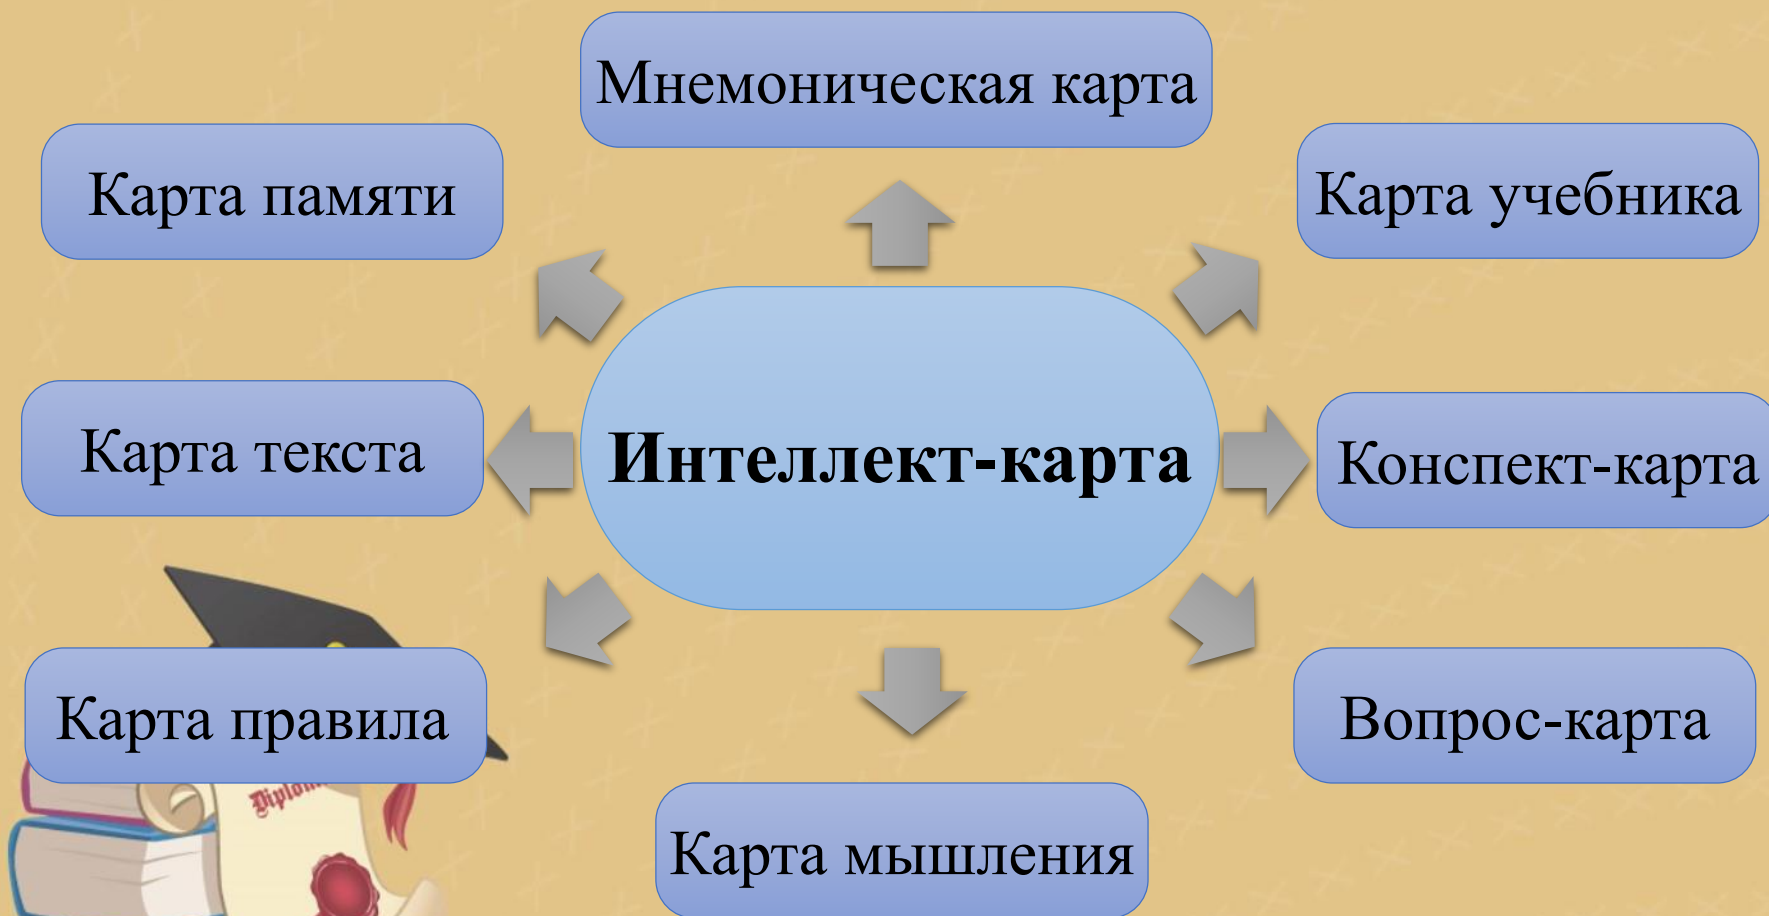 Мнемоническая карта
Карта памяти
Карта учебника
Карта текста
Интеллект-карта
Конспект-карта
Карта правила
Вопрос-карта
Карта мышления